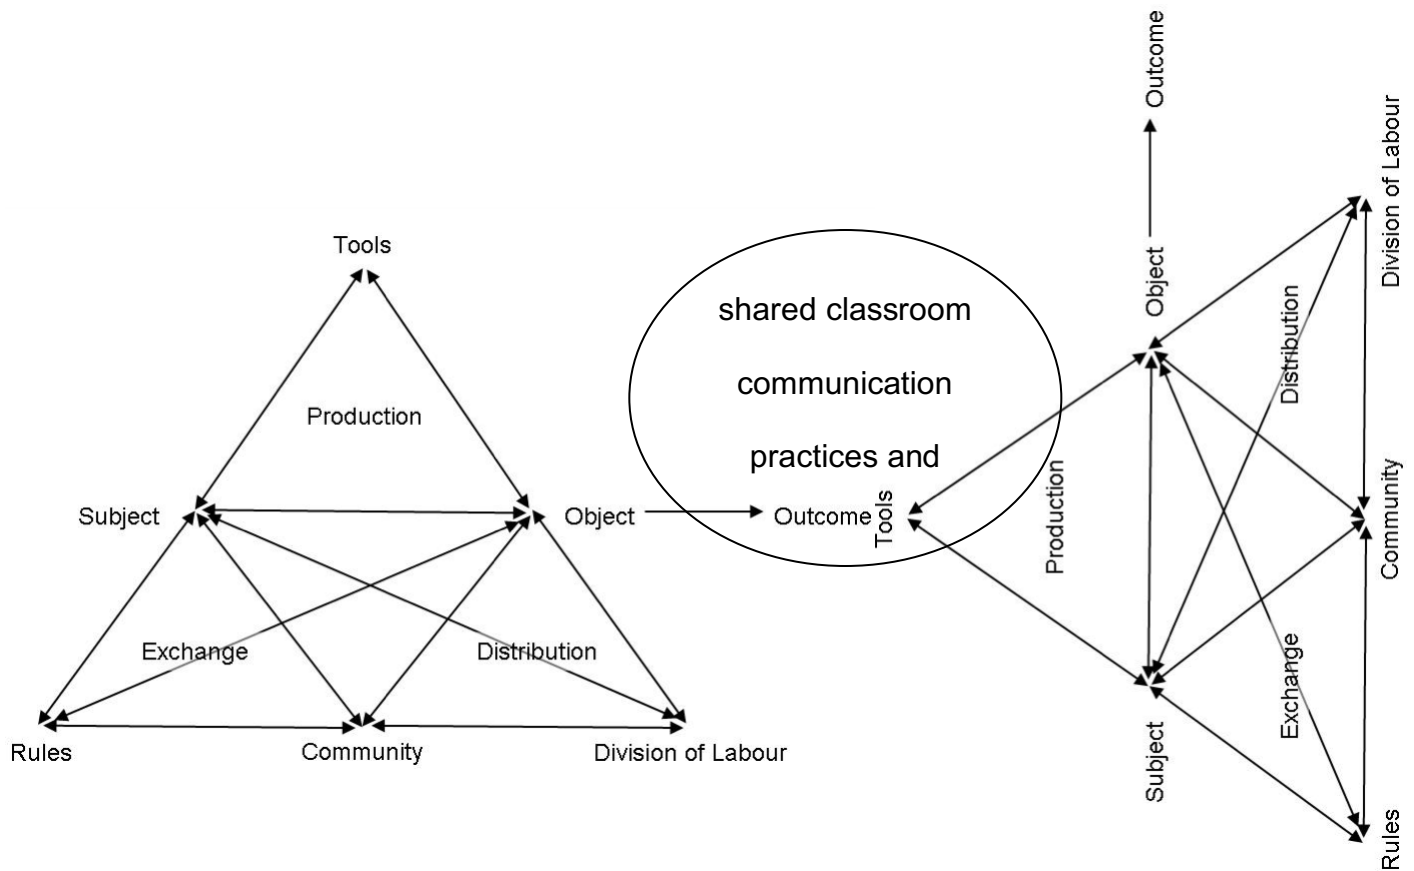 Tools
Production
Subject
Object
Outcome
Exchange
Distribution
Rules
Community
Division of Labour
shared classroom
communication
practices and
Tools
Production
Outcome
Object
Subject
Distribution
Exchange
Division of Labour
Community
Rules